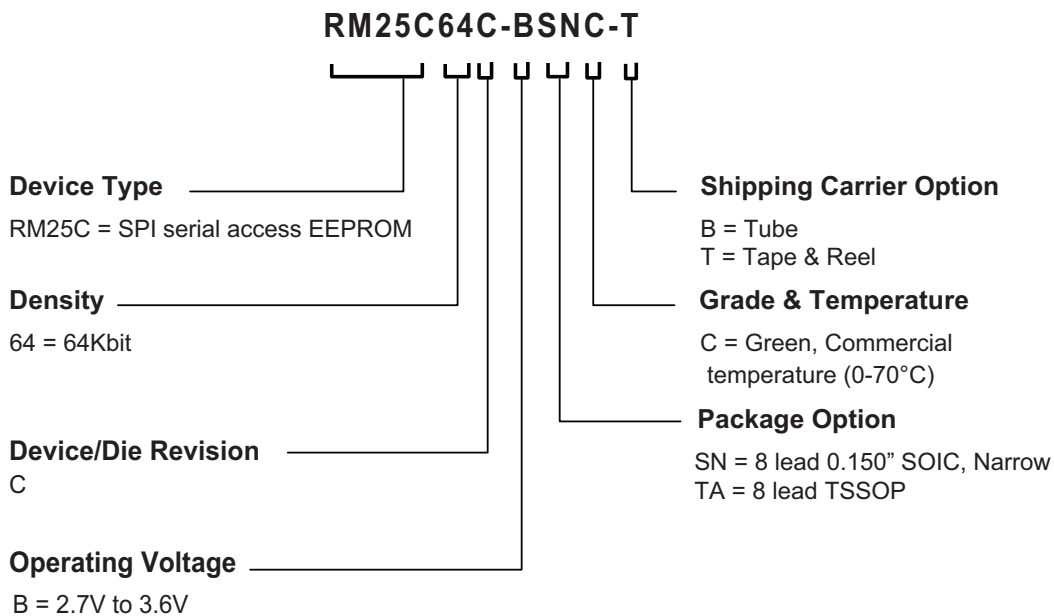 RM25C64C-BSNC-T
Device Type
RM25C = SPI serial access EEPROM
Density
64 = 64Kbit
Device/Die Revision
C
Operating Voltage
B = 2.7V to 3.6V
Shipping Carrier Option
B = Tube
T = Tape & Reel
Grade & Temperature
C = Green, Commercial
temperature (0-70°C)
Package Option
SN = 8 lead 0.150” SOIC, Narrow
TA = 8 lead TSSOP